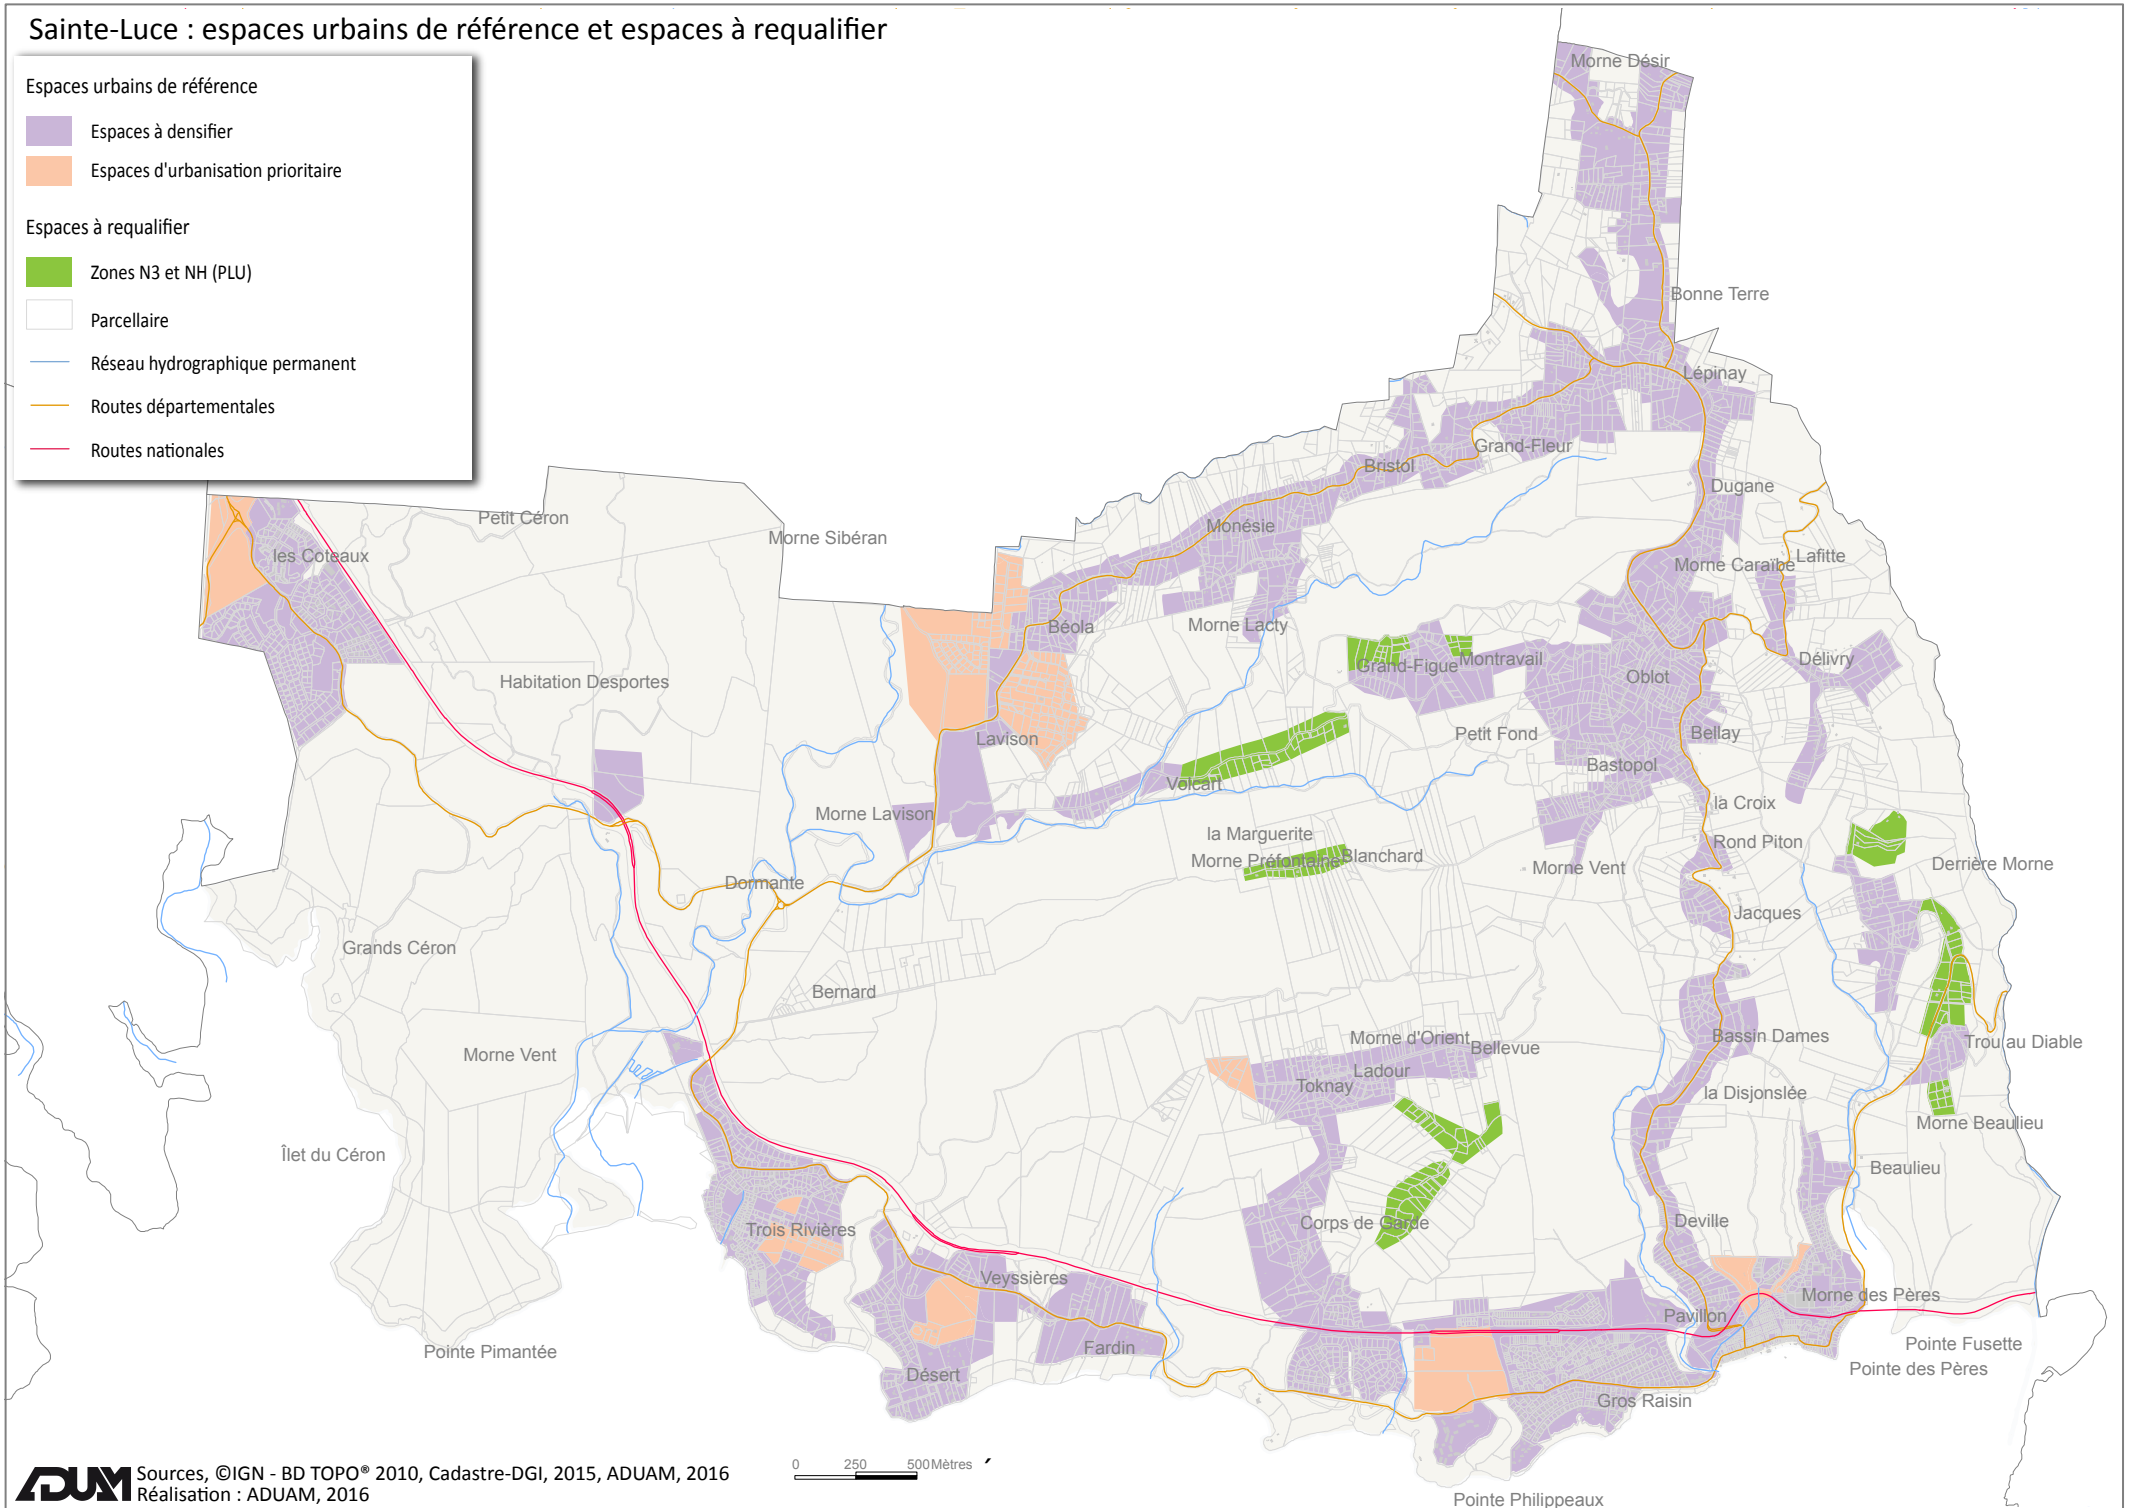 Sainte-Luce : espaces urbains de référence et espaces à requalifier
Espaces urbains de référence
Espaces à densifier
Espaces d'urbanisation prioritaire
Espaces à requalifier
Zones N3 et NH (PLU)
Parcellaire
Réseau hydrographique permanent
Routes départementales
Routes nationales
Morne Désir
Bonne Terre
Lépinay
Grand-Fleur
Bristol
Dugane
Petit Céron
Monésie
Morne Sibéran
les Coteaux
Lafitte
Morne Caraïbe
Béola
Morne Lacty
Délivry
Grand-Figue
Montravail
Oblot
Habitation Desportes
Lavison
Petit Fond
Bellay
Bastopol
Volcart
la Croix
Morne Lavison
la Marguerite
Rond Piton
Morne Préfontaine
Blanchard
Derrière Morne
Morne Vent
Dormante
Jacques
Grands Céron
Bernard
Morne d'Orient
Bassin Dames
Trou au Diable
Bellevue
Morne Vent
Ladour
Toknay
la Disjonslée
Morne Beaulieu
Îlet du Céron
Beaulieu
Corps de Garde
Deville
Trois Rivières
Veyssières
Morne des Pères
Pavillon
Pointe Fusette
Fardin
Pointe Pimantée
Pointe des Pères
Désert
Gros Raisin
Pointe Philippeaux
0 250 500 Mètres
ADUAM
Sources, ©IGN - BD TOPO® 2010, Cadastre-DGI, 2015, ADUAM, 2016
Réalisation : ADUAM, 2016